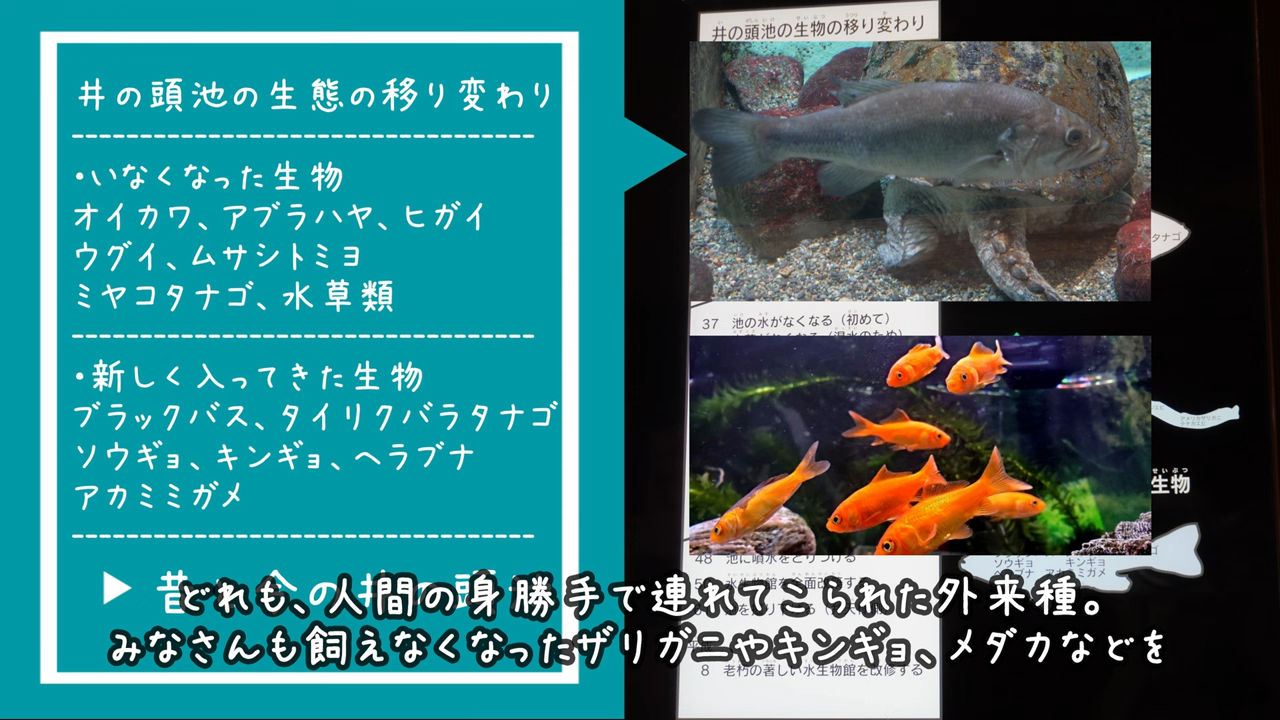 井の頭池の生態の移り変わり
・いなくなった生物
オイカワ、アブラハヤ、ヒガイ
ウグイ、ムサシトミヨ
ミヤコタナゴ、水草類
・新しく入ってきた生物
ブラックバス、タイリクバラタナゴ
ソウギョ、キンギョ、ヘラブナ
アカミミガメ
井の頭池の生物の移り変わり
タナゴ
37 池の水がなくなる（初めて）
せいぶつ
生物
48 池に噴水をとりつける
ソウギョ キンギョ
アカミミガメ
8 老朽の著しい水生物館を改修する
どれも、人間の身勝手で連れてこられた外来種。
みなさんも飼えなくなったザリガニやキンギョ、メダカなどを